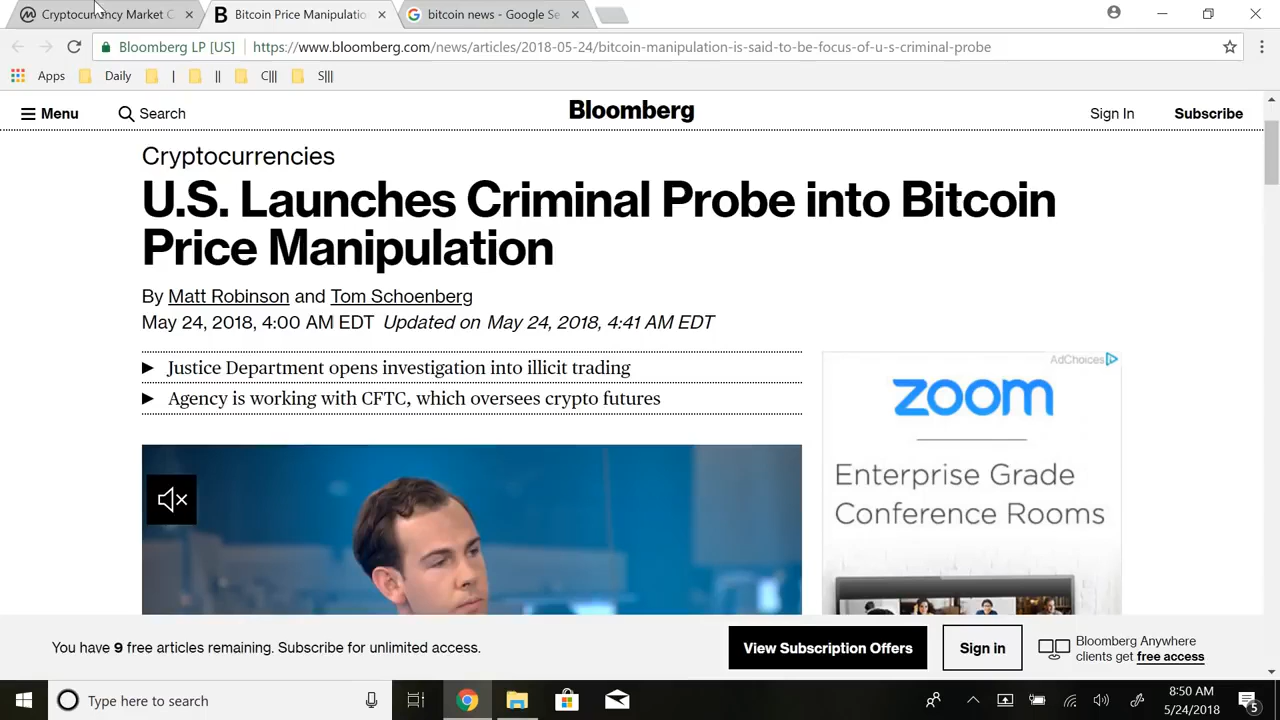 Cryptocurrency Market C
Bitcoin Price Manipulatio
bitcoin news - Google Se
Bloomberg LP [US]
https://www.bloomberg.com/news/articles/2018-05-24/bitcoin-manipulation-is-said-to-be-focus-of-u-s-criminal-probe
Apps Daily | || C||| S|||
Menu Search Bloomberg Sign In Subscribe
Cryptocurrencies
U.S. Launches Criminal Probe into Bitcoin
Price Manipulation
By Matt Robinson and Tom Schoenberg
May 24, 2018, 4:00 AM EDT Updated on May 24, 2018, 4:41 AM EDT
Justice Department opens investigation into illicit trading
Agency is working with CFTC, which oversees crypto futures
AdChoices
zoom
Enterprise Grade
Conference Rooms
You have 9 free articles remaining. Subscribe for unlimited access.
View Subscription Offers
Sign in
Bloomberg Anywhere
clients get free access
Type here to search
8:50 AM
5/24/2018
5